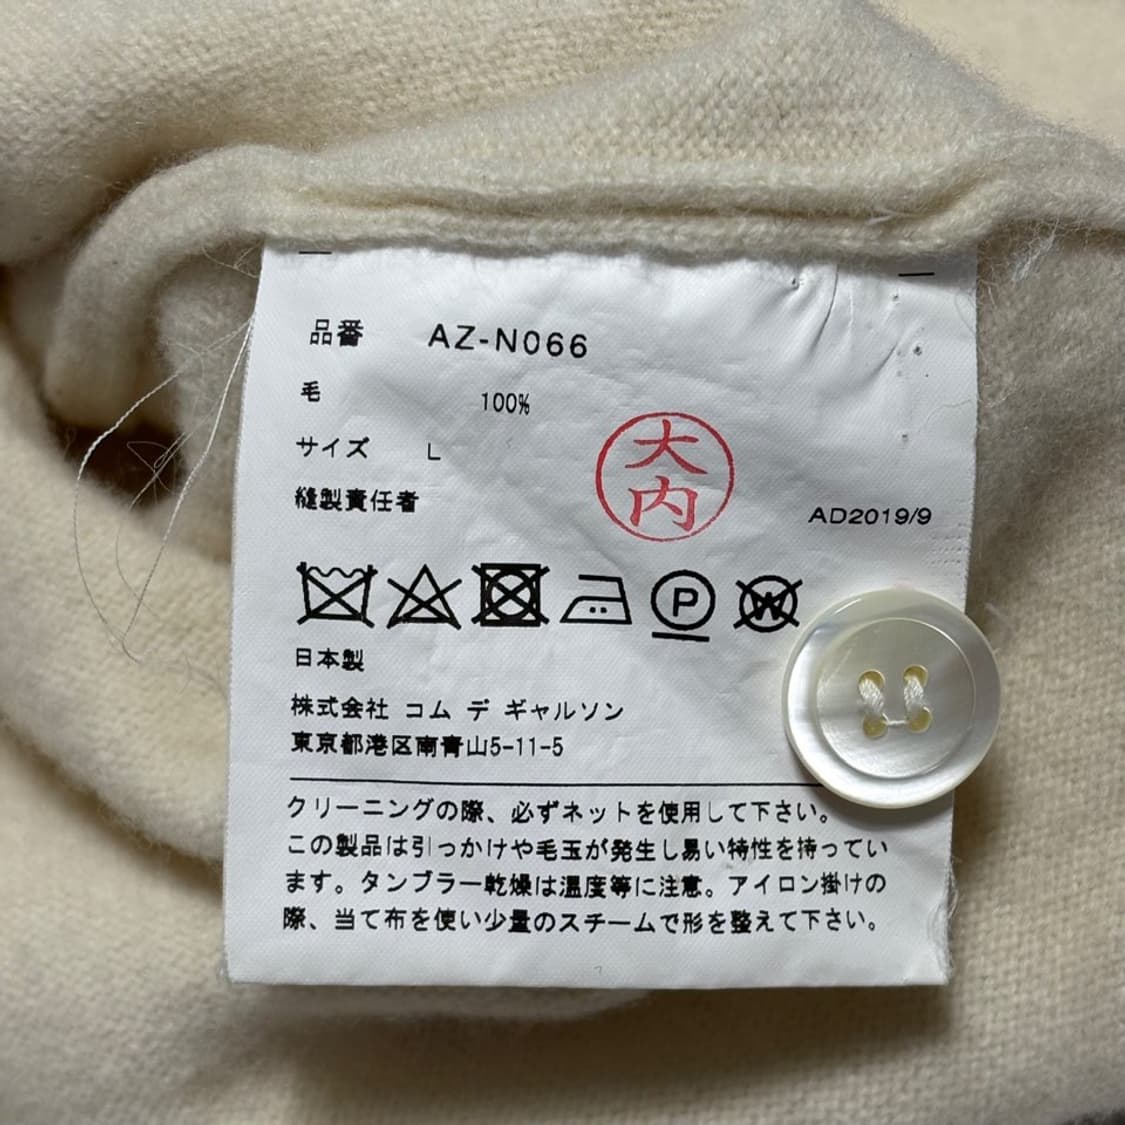 品番 AZ-N066
毛 100%
サイズ L
大内
縫製責任者
AD2019/9
P W
日本製
株式会社 コム デ ギャルソン
東京都港区南青山5-11-5
クリーニングの際、必ずネットを使用して下さい。
この製品は引っかけや毛玉が発生し易い特性を持ってい
ます。タンブラー乾燥は温度等に注意。アイロン掛けの
際、当て布を使い少量のスチームで形を整えて下さい。